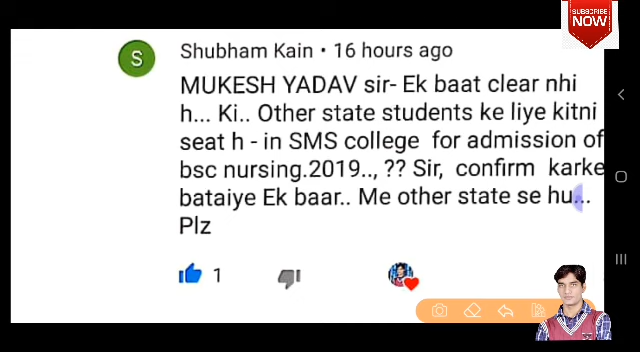 SUBSCRIBE
NOW
S
Shubham Kain • 16 hours ago
MUKESH YADAV sir- Ek baat clear nhi
h... Ki.. Other state students ke liye kitni
seat h - in SMS college for admission of
bsc nursing.2019.., ?? Sir, confirm karke
bataiye Ek baar.. Me other state se hu...
Plz
1